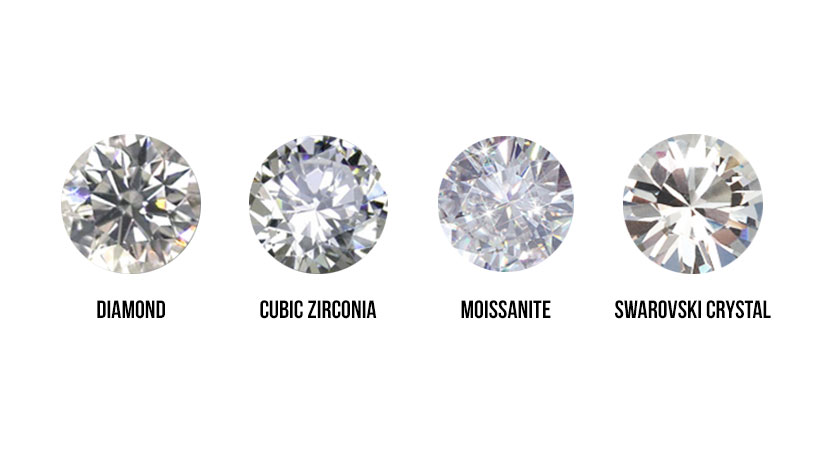 DIAMOND
CUBIC ZIRCONIA
MOISSANITE
SWAROVSKI CRYSTAL